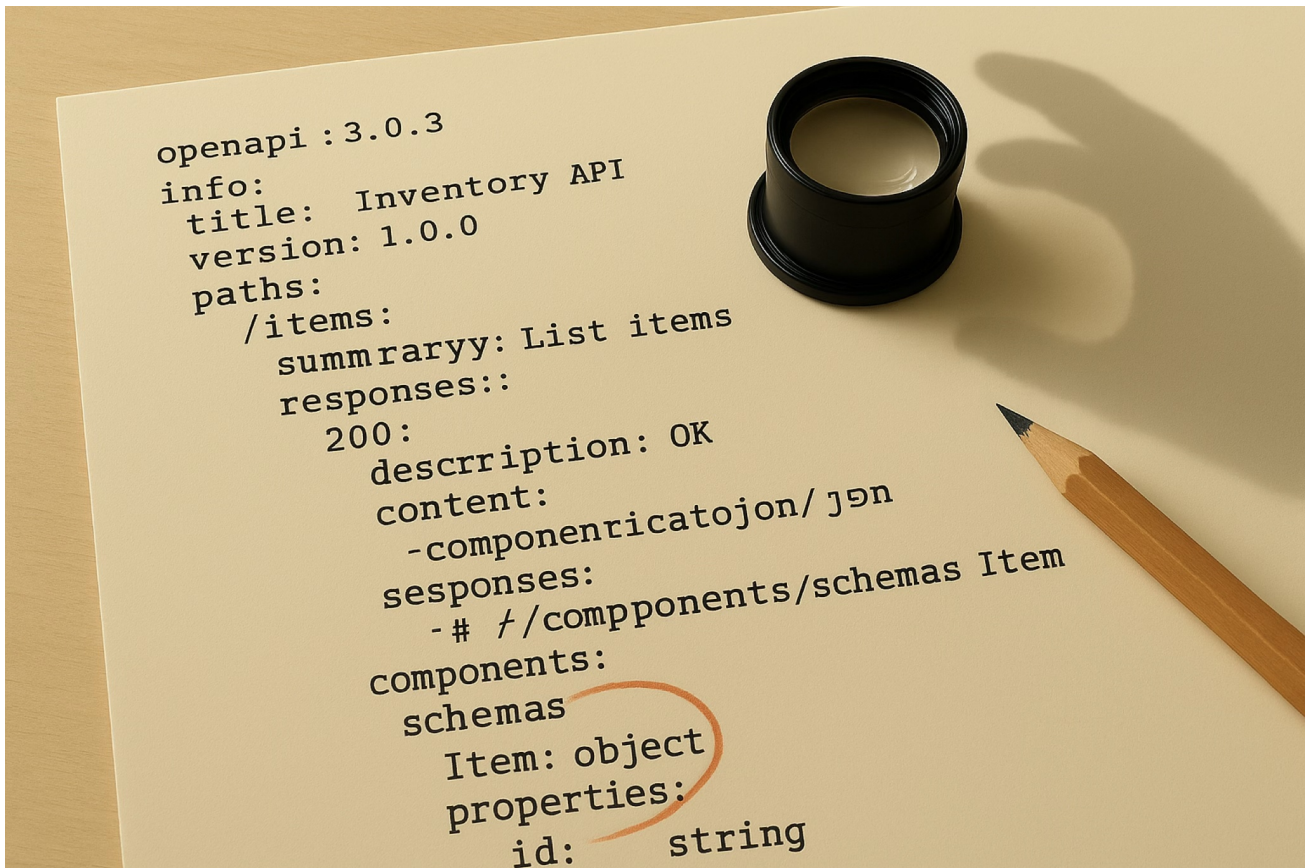 openapi :3.0.3
info:
title: Inventory API
version: 1.0.0
paths:
/items:
summraryy: List items
responses::
200:
descrription: OK
content:
-componenricatojon/
sesponses:
-# //compponents/schemas Item
components:
schemas
Item: object
properties:
id: string